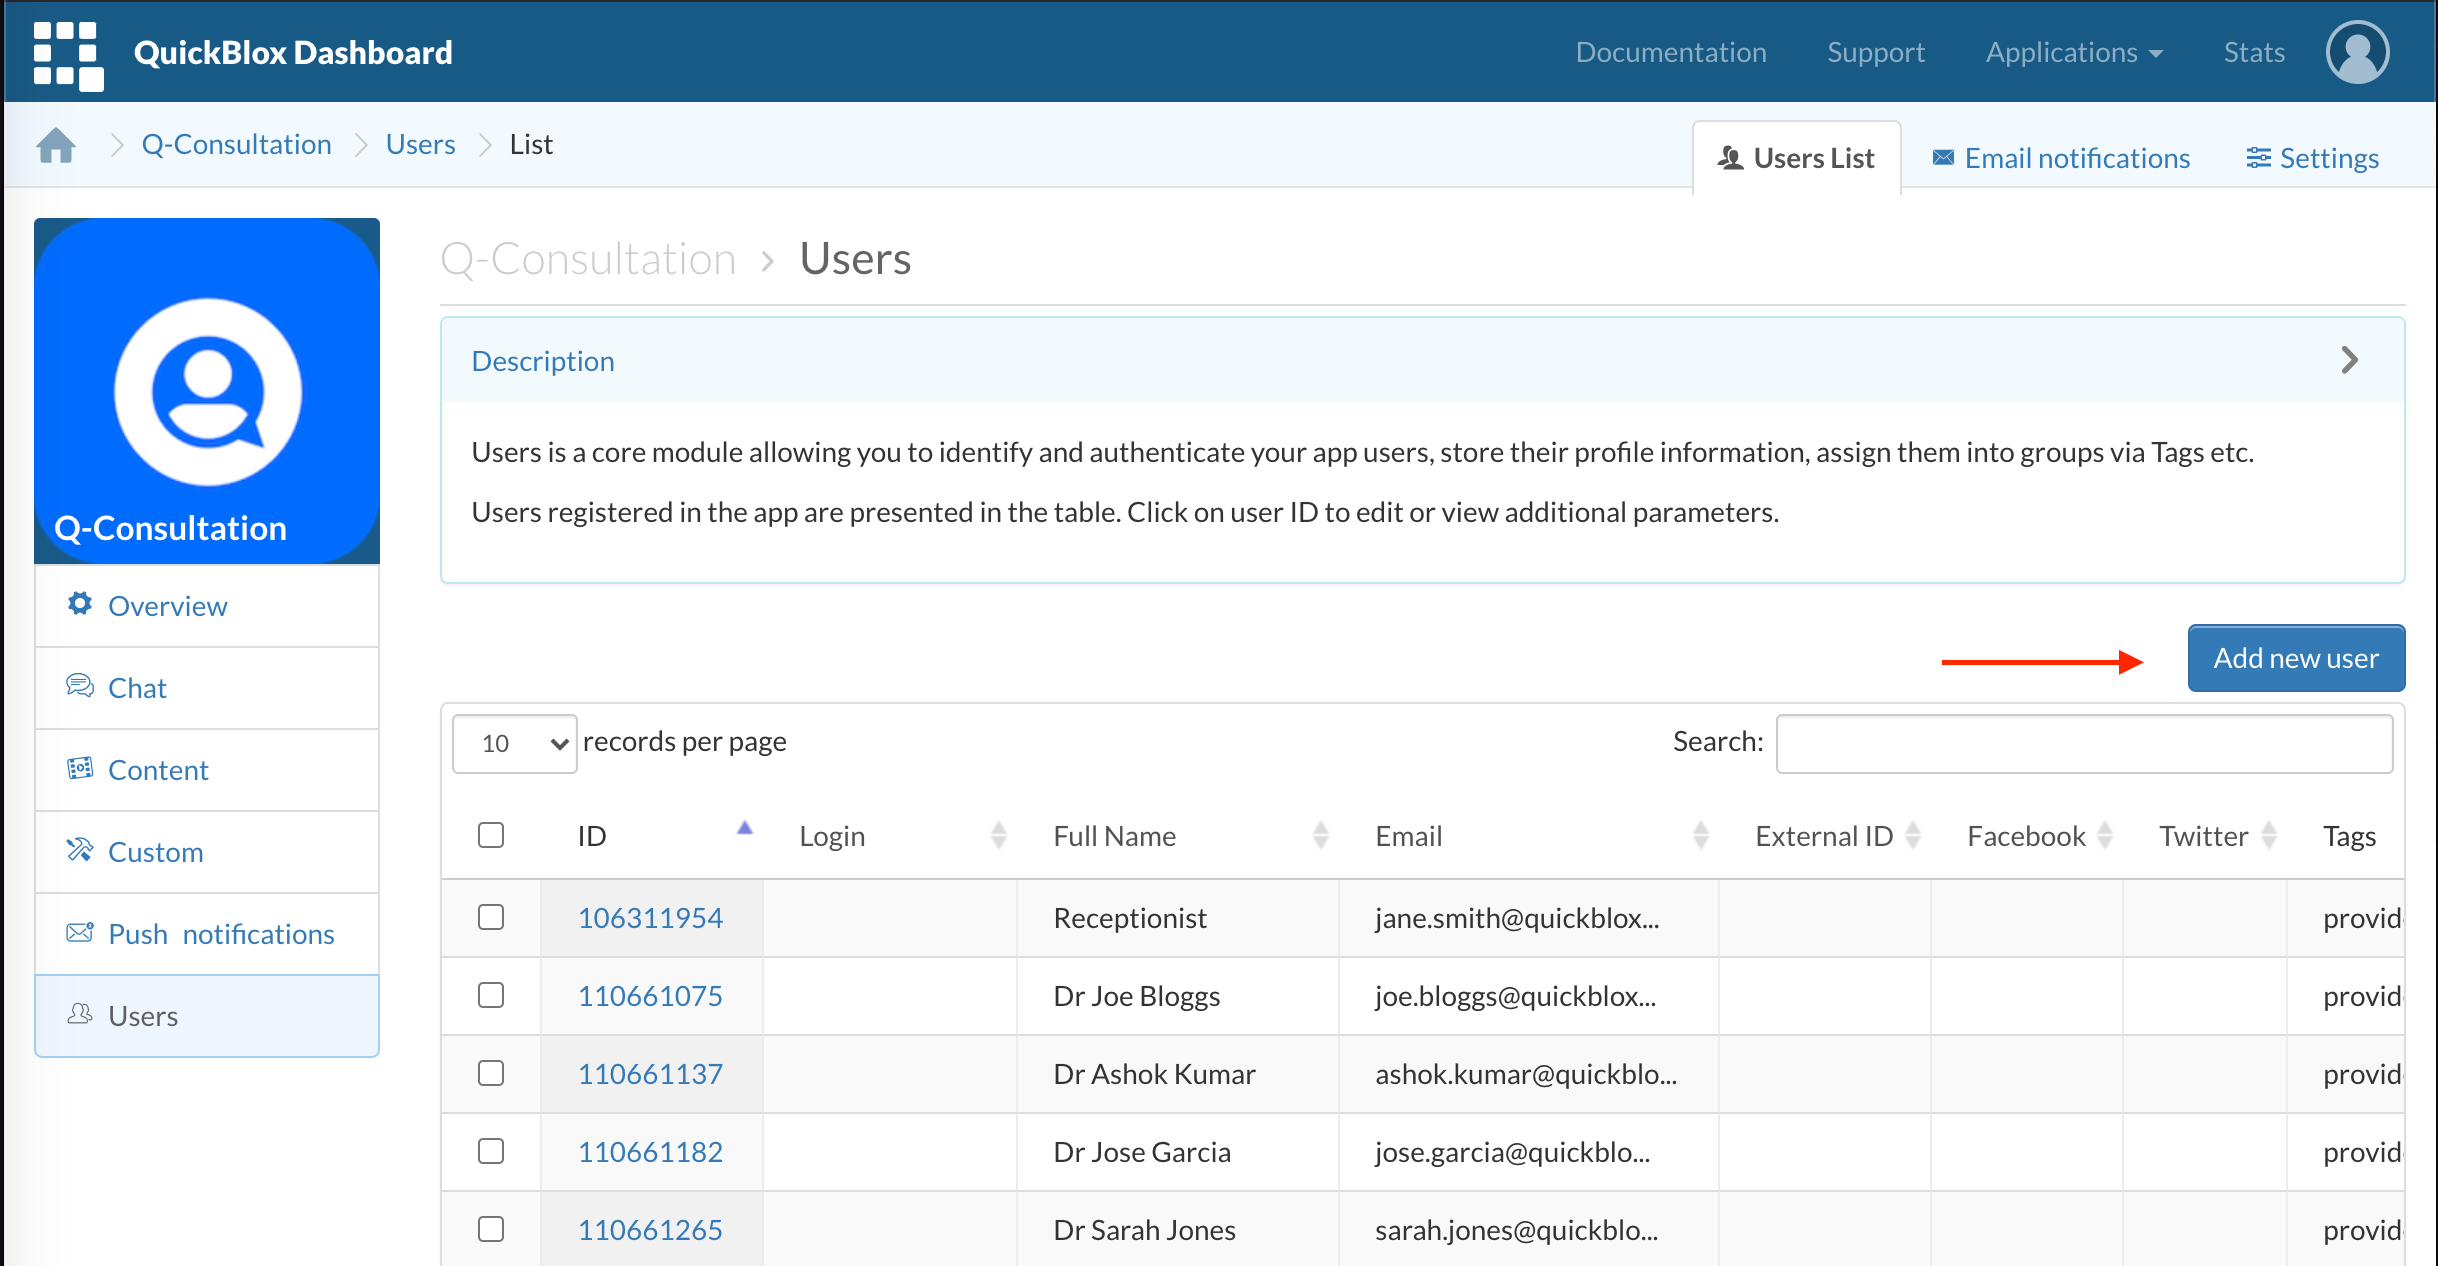 QuickBlox Dashboard
Documentation Support Applications Stats
Q-Consultation Users List
Users List Email notifications Settings
Q-Consultation
Overview
Chat
Content
Custom
Push notifications
Users
Q-Consultation › Users
Description
Users is a core module allowing you to identify and authenticate your app users, store their profile information, assign them into groups via Tags etc.
Users registered in the app are presented in the table. Click on user ID to edit or view additional parameters.
Add new user
10 records per page Search:
ID Login Full Name Email External ID Facebook Twitter Tags
106311954 Receptionist jane.smith@quickblox... provid
110661075 Dr Joe Bloggs joe.bloggs@quickblox... provid
110661137 Dr Ashok Kumar ashok.kumar@quickblo... provid
110661182 Dr Jose Garcia jose.garcia@quickblo... provid
110661265 Dr Sarah Jones sarah.jones@quickblo... provid